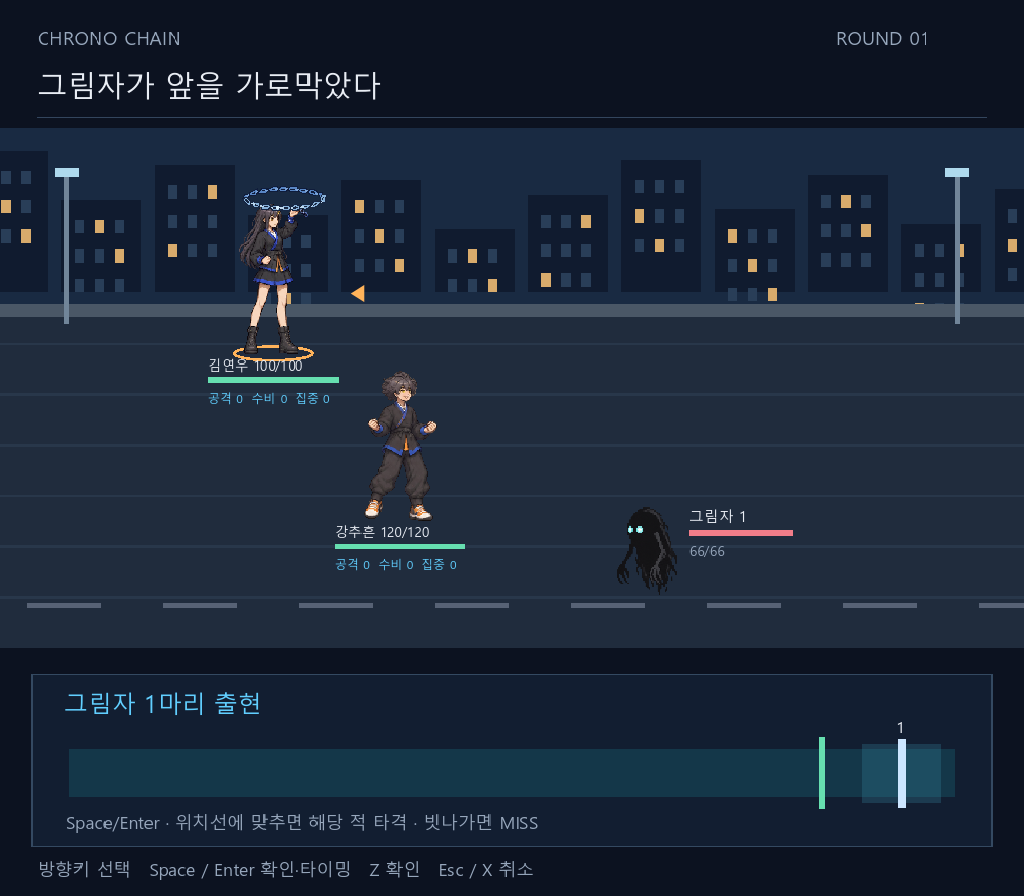 CHRONO CHAIN
ROUND 01
그림자가 앞을 가로막았다
김연우 100/100
공격 0 수비 0 집중 0
강추흔 120/120
공격 0 수비 0 집중 0
그림자 1
66/66
그림자 1마리 출현
1
Space/Enter · 위치선에 맞추면 해당 적 타격 · 빗나가면 MISS
방향키 선택 Space / Enter 확인·타이밍 Z 확인 Esc / X 취소